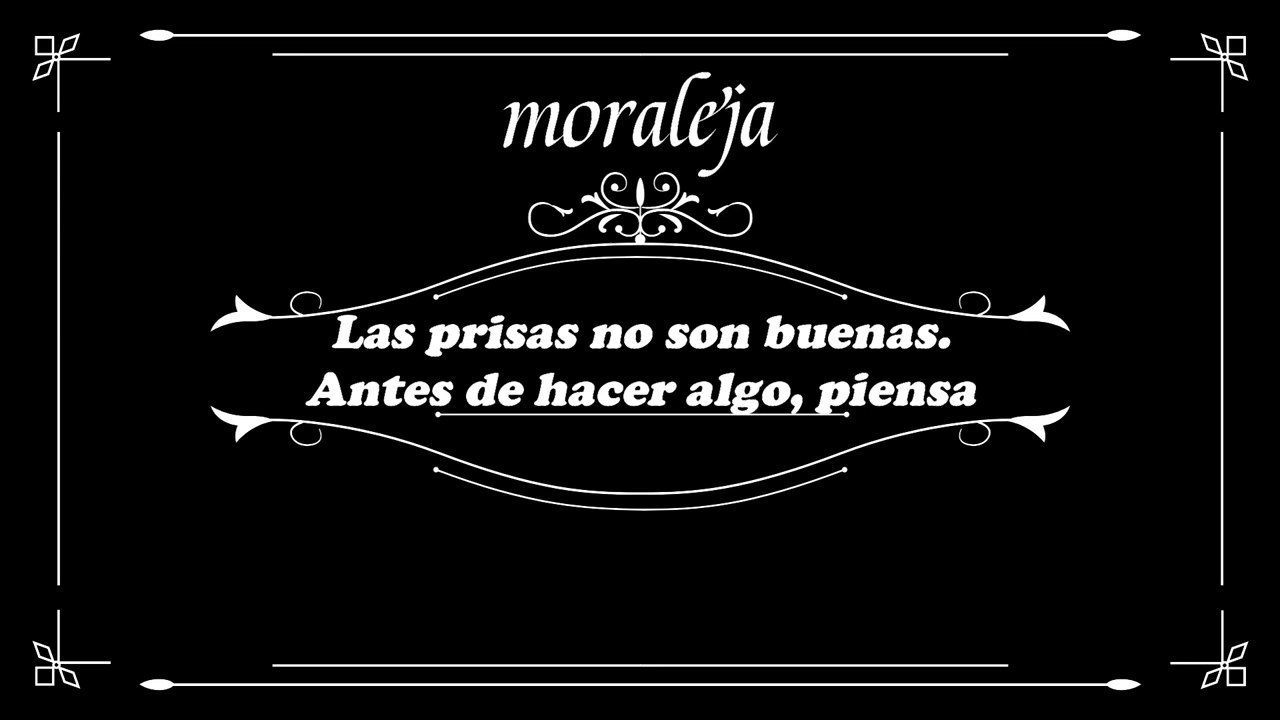 moraleja
Las prisas no son buenas.
Antes de hacer algo, piensa